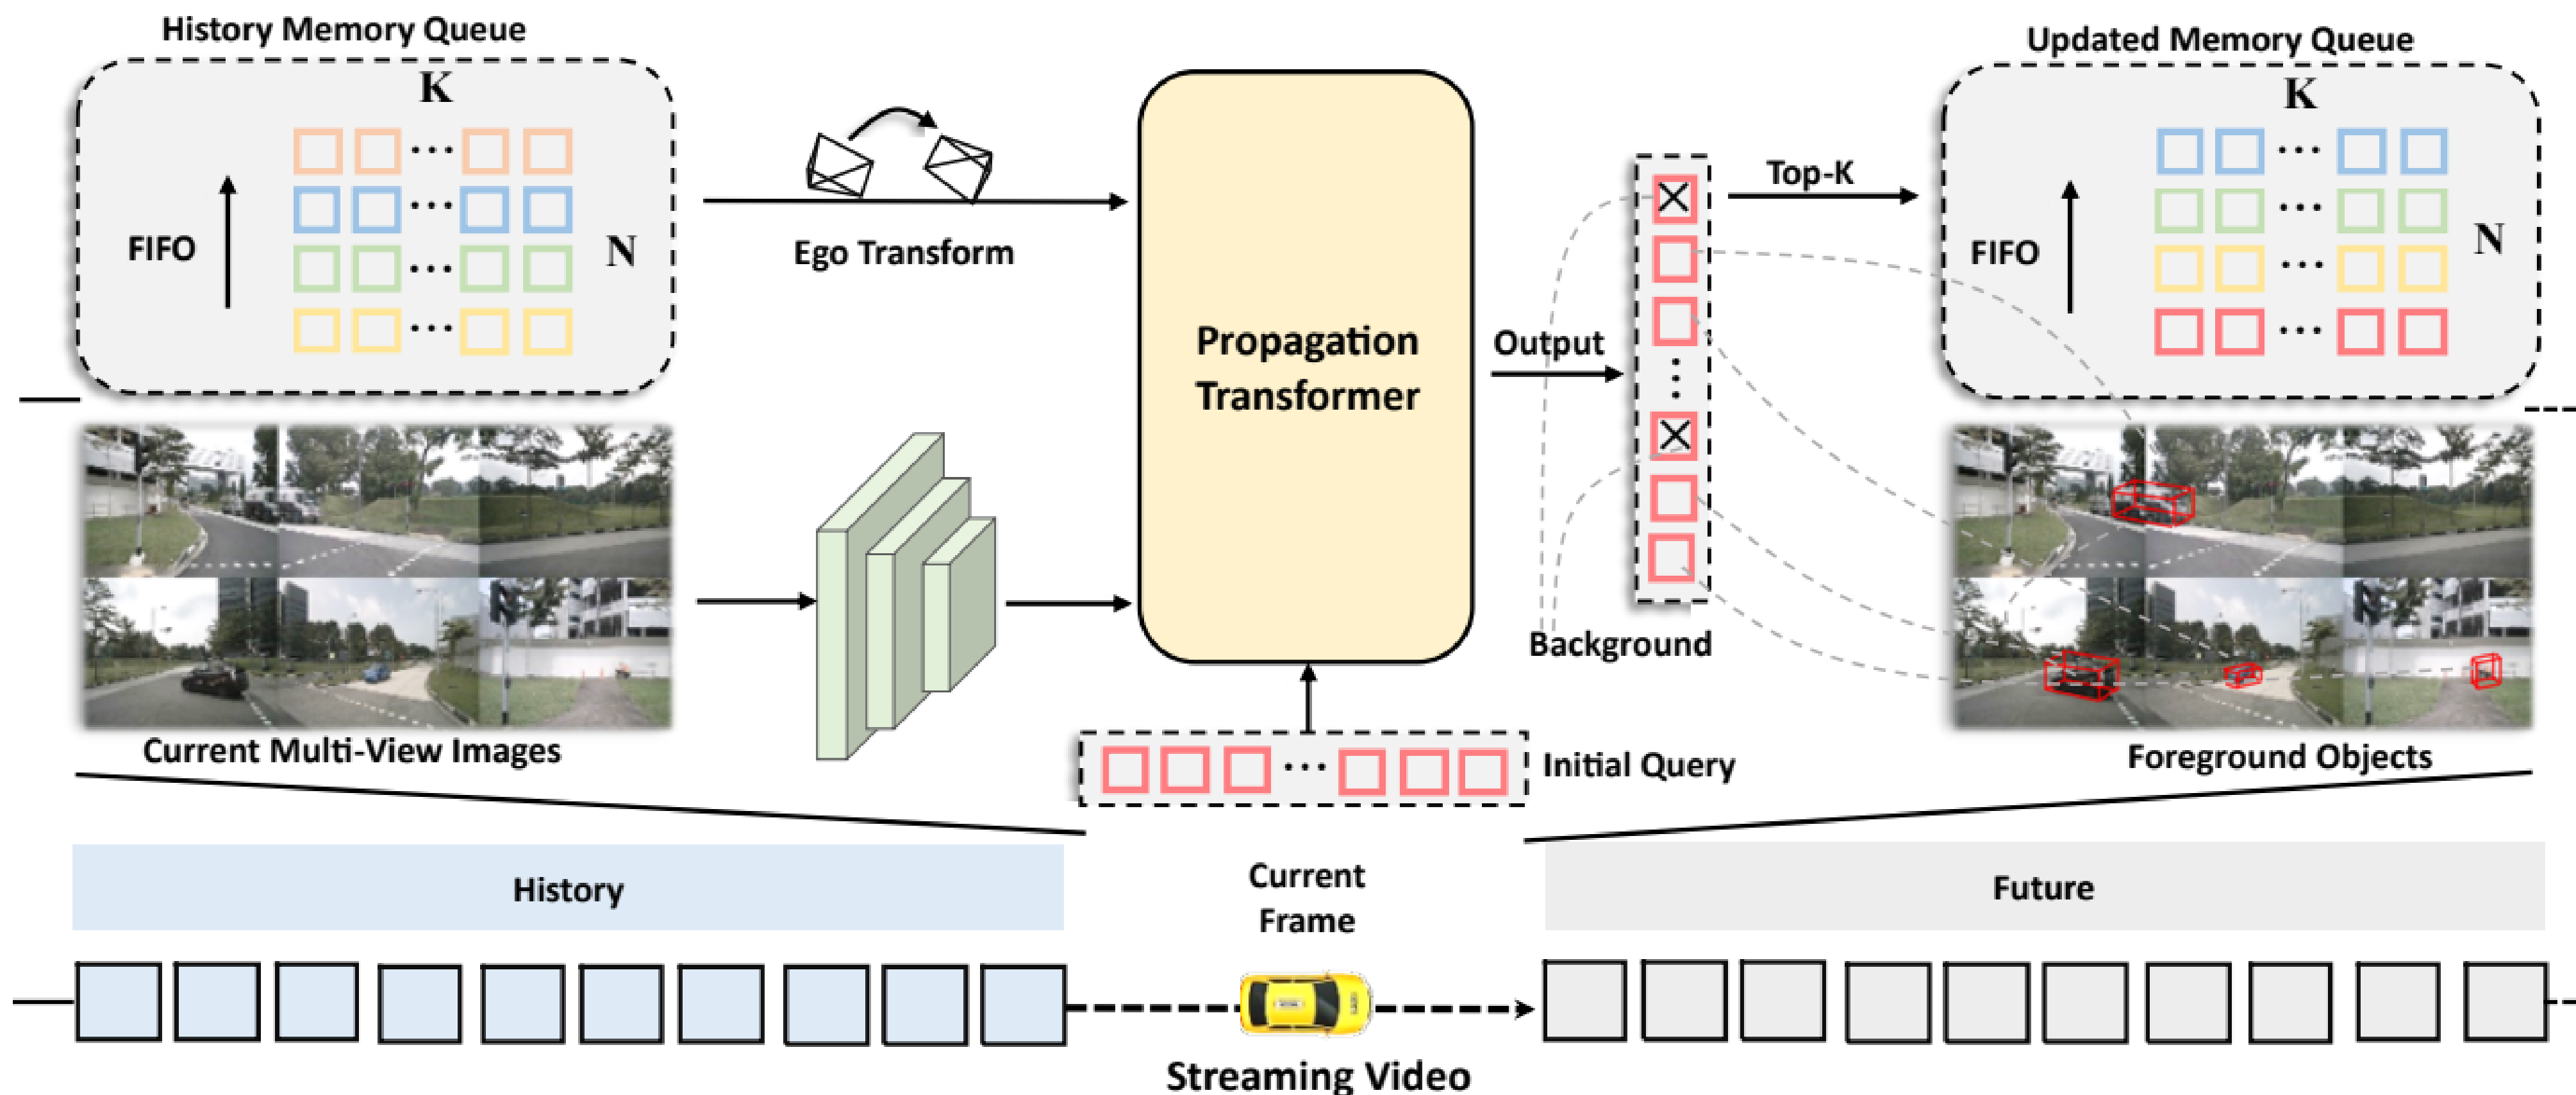 History Memory Queue
K
FIFO
N
Ego Transform
Propagation
Transformer
Output
Top-K
Updated Memory Queue
K
FIFO
N
Background
Current Multi-View Images
Initial Query
Foreground Objects
History
Current
Frame
Future
Streaming Video